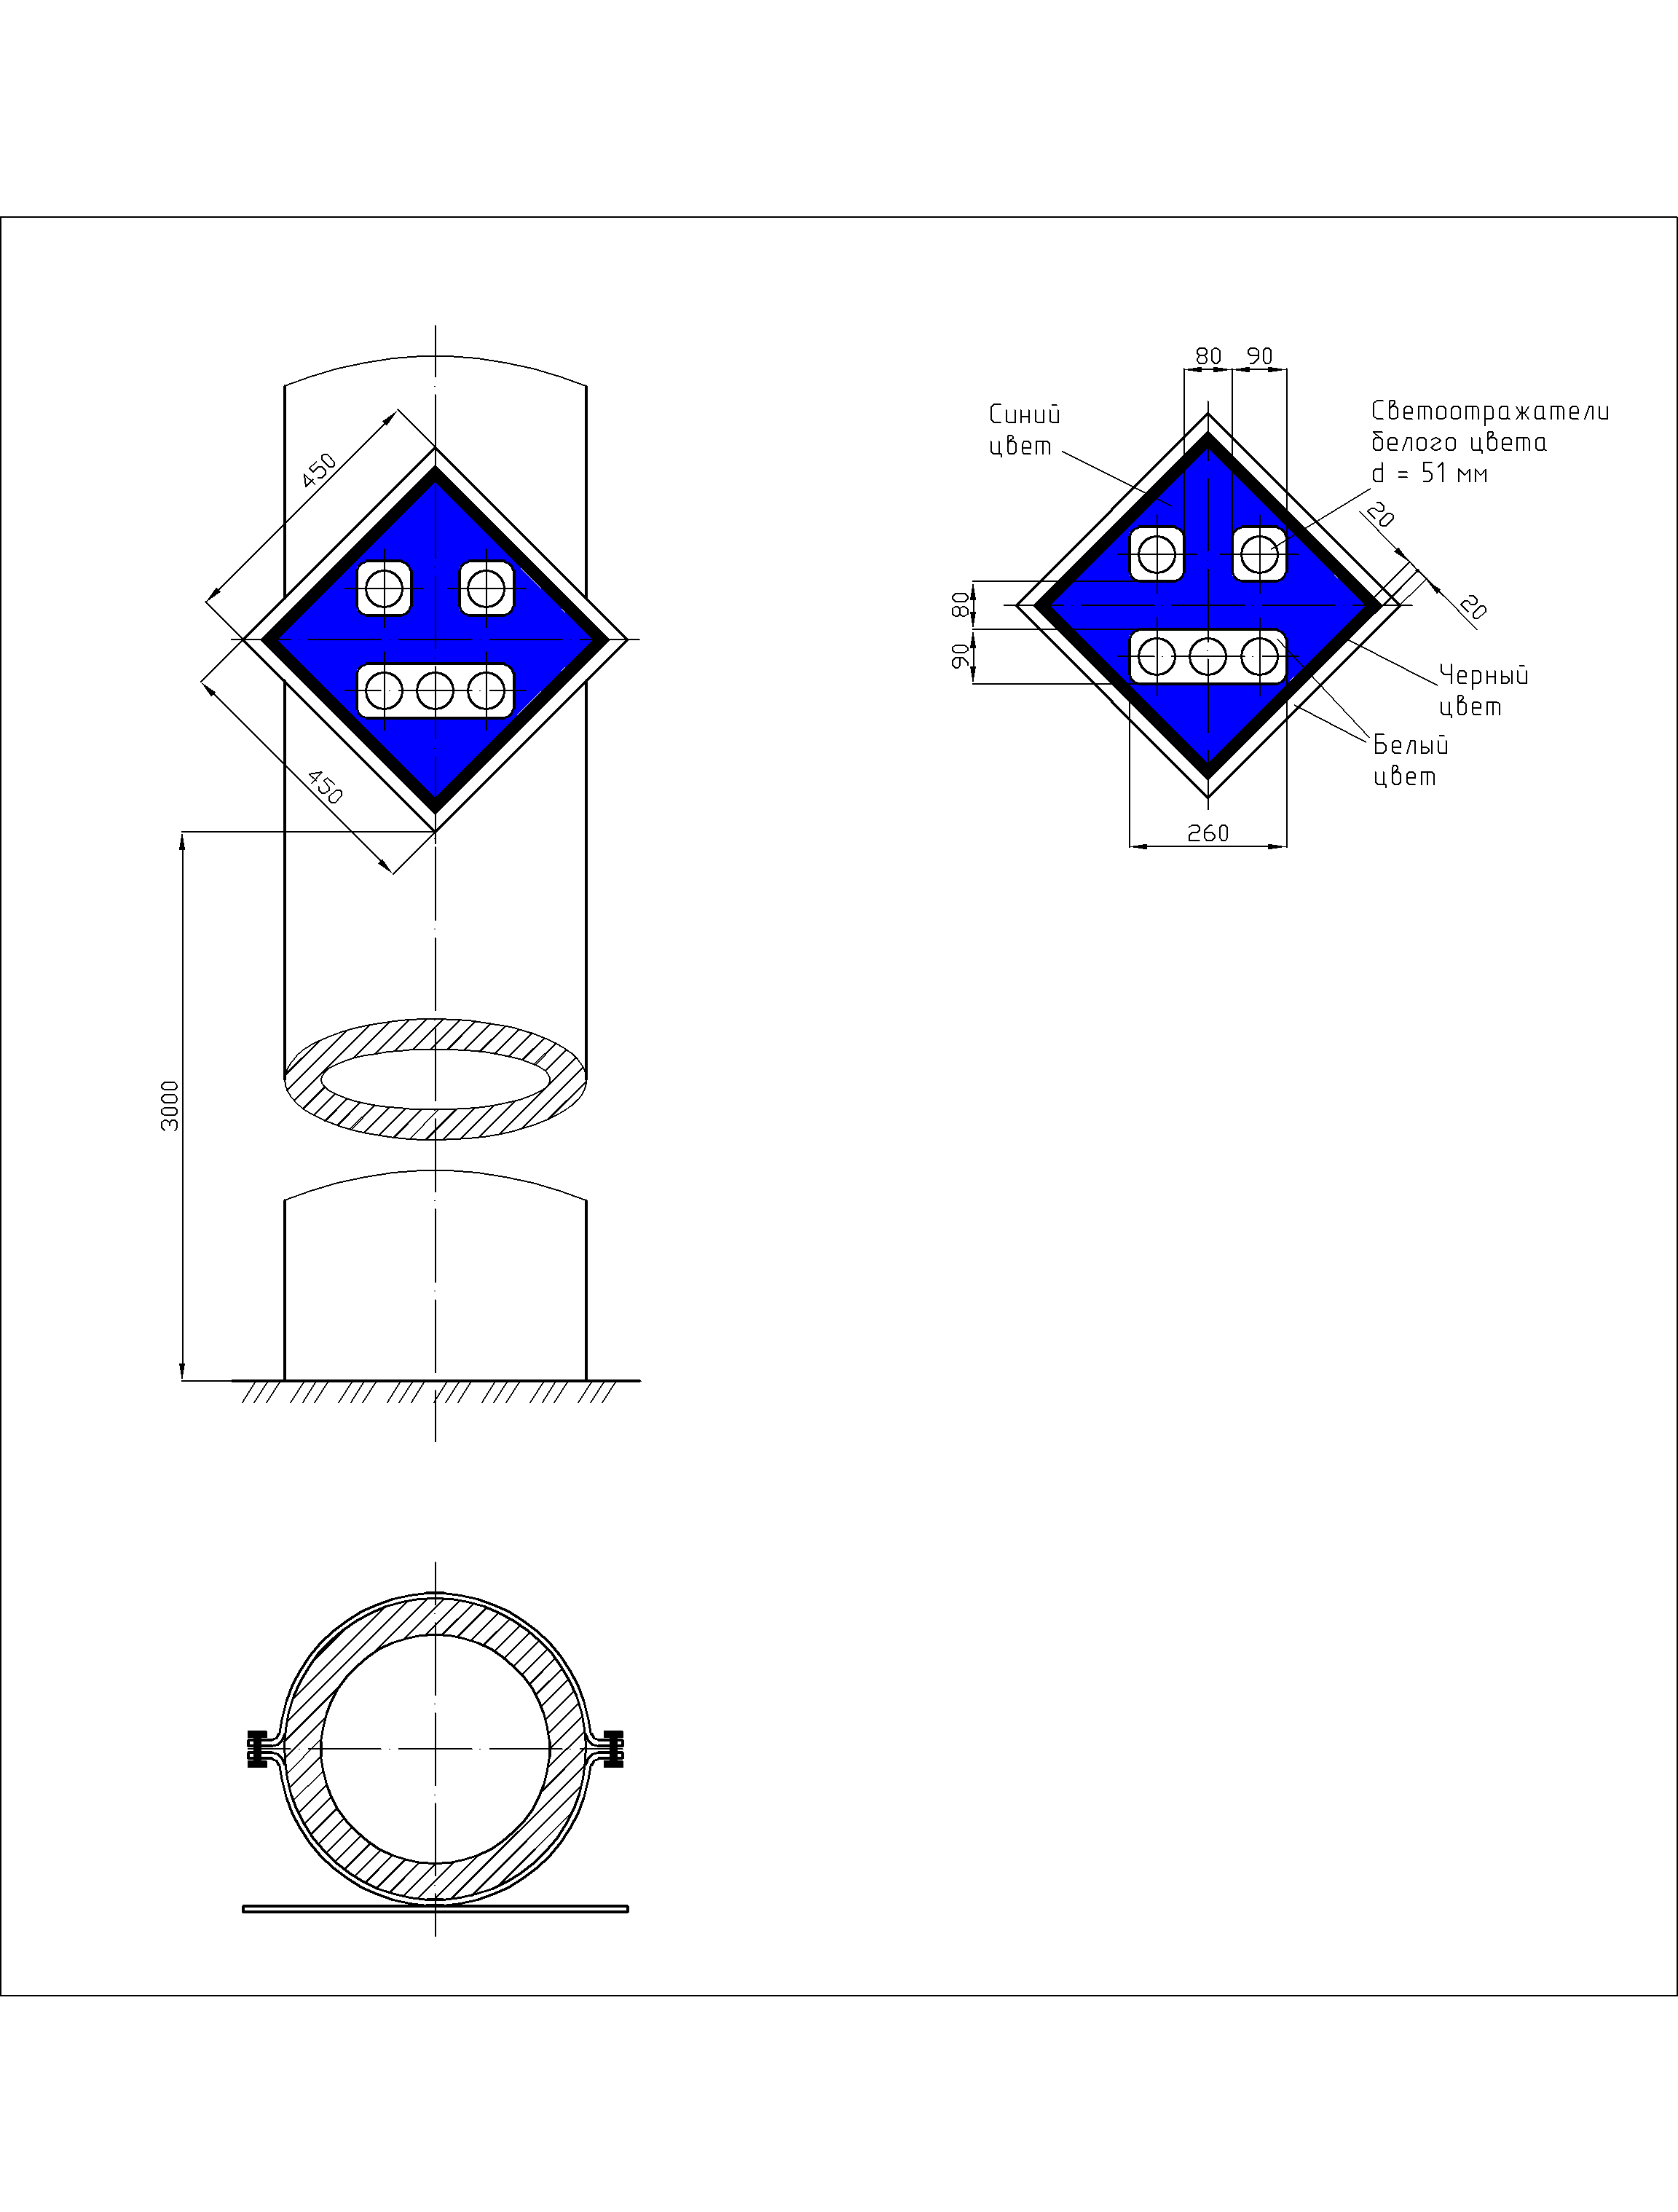 450
450
3000
80
90
Синий
цвет
Светоотражатели
белого цвета
d = 51 мм
20
20
80
90
Черный
цвет
Белый
цвет
260